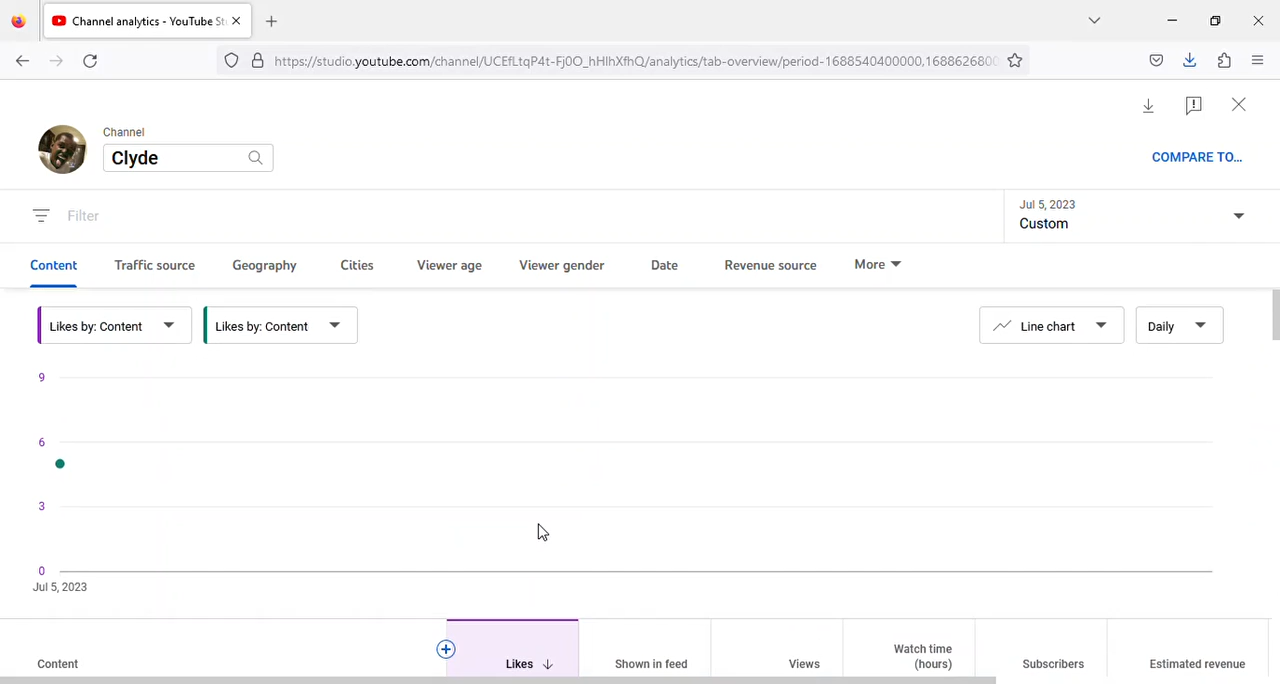 Channel analytics - YouTube St
https://studio.youtube.com/channel/UCEfLtqP4t-Fj0O_hHlhXfhQ/analytics/tab-overview/period-1688540400000,1688626800
Channel
Clyde
COMPARE TO...
Filter
Jul 5, 2023
Custom
Content Traffic source Geography Cities Viewer age Viewer gender Date Revenue source More
Likes by: Content Likes by: Content Line chart Daily
9
6
3
0
Jul 5, 2023
Content Likes Shown in feed Views Watch time (hours) Subscribers Estimated revenue